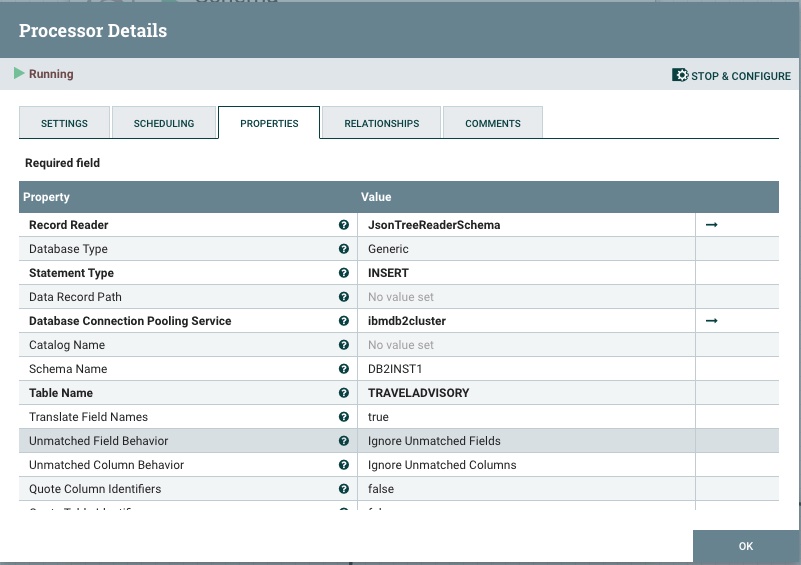 Processor Details
Running
STOP & CONFIGURE
SETTINGS SCHEDULING PROPERTIES RELATIONSHIPS COMMENTS
Required field
Property Value
Record Reader JsonTreeReaderSchema
Database Type Generic
Statement Type INSERT
Data Record Path No value set
Database Connection Pooling Service ibmdb2cluster
Catalog Name No value set
Schema Name DB2INST1
Table Name TRAVELADVISORY
Translate Field Names true
Unmatched Field Behavior Ignore Unmatched Fields
Unmatched Column Behavior Ignore Unmatched Columns
Quote Column Identifiers false
OK